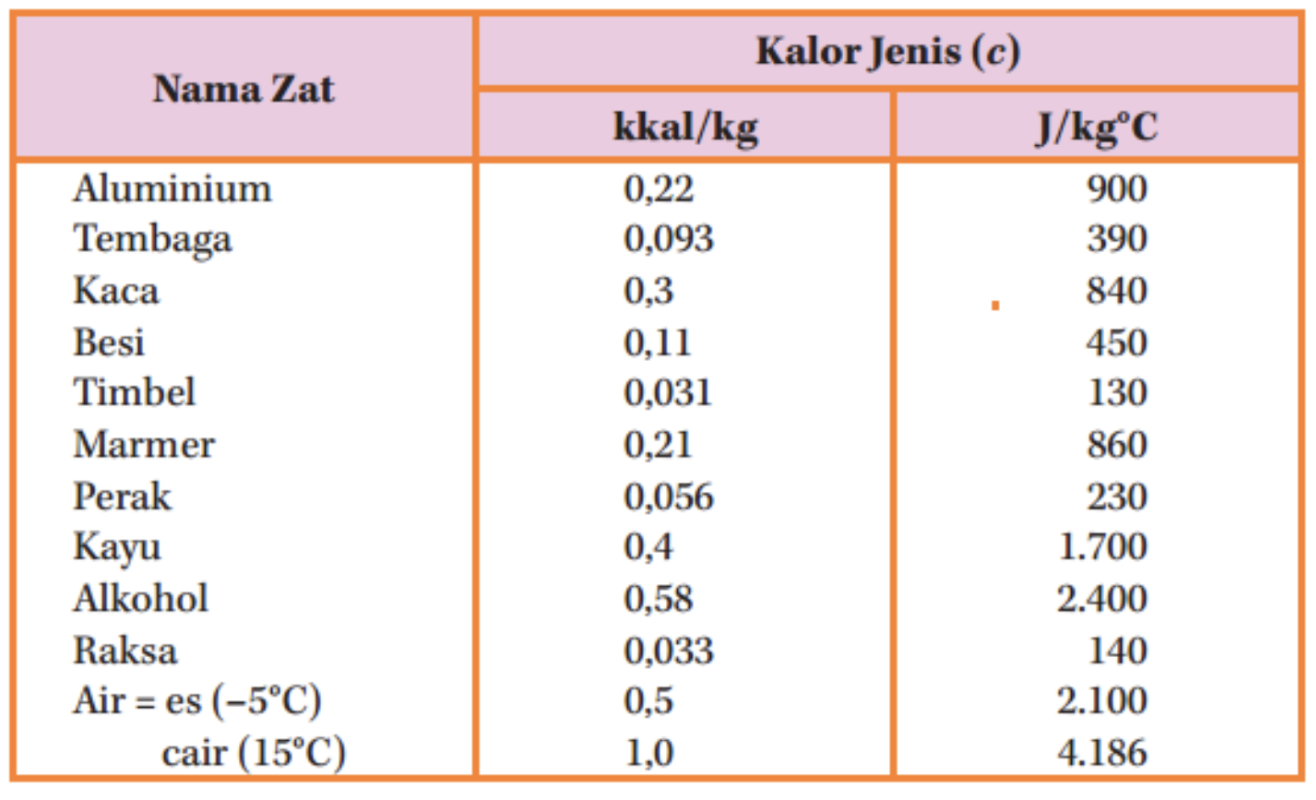 Nama Zat
Kalor Jenis (c)
kkal/kg J/kg°C
Aluminium 0,22 900
Tembaga 0,093 390
Kaca 0,3 840
Besi 0,11 450
Timbel 0,031 130
Marmer 0,21 860
Perak 0,056 230
Kayu 0,4 1.700
Alkohol 0,58 2.400
Raksa 0,033 140
Air = es (–5°C) 0,5 2.100
cair (15°C) 1,0 4.186